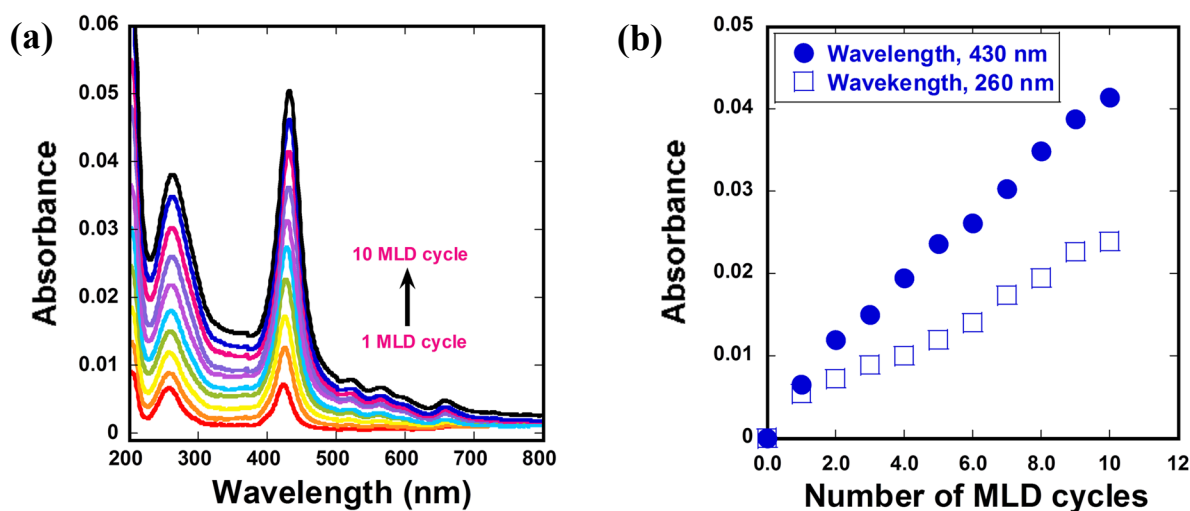 (a)
0.06
0.05
0.04
0.03
0.02
0.01
0
Absorbance
10 MLD cycle
1 MLD cycle
200 300 400 500 600 700 800
Wavelength (nm)
(b)
0.05
0.04
0.03
0.02
0.01
0
Absorbance
Wavelength, 430 nm
Wavekength, 260 nm
0.0 2.0 4.0 6.0 8.0 10 12
Number of MLD cycles